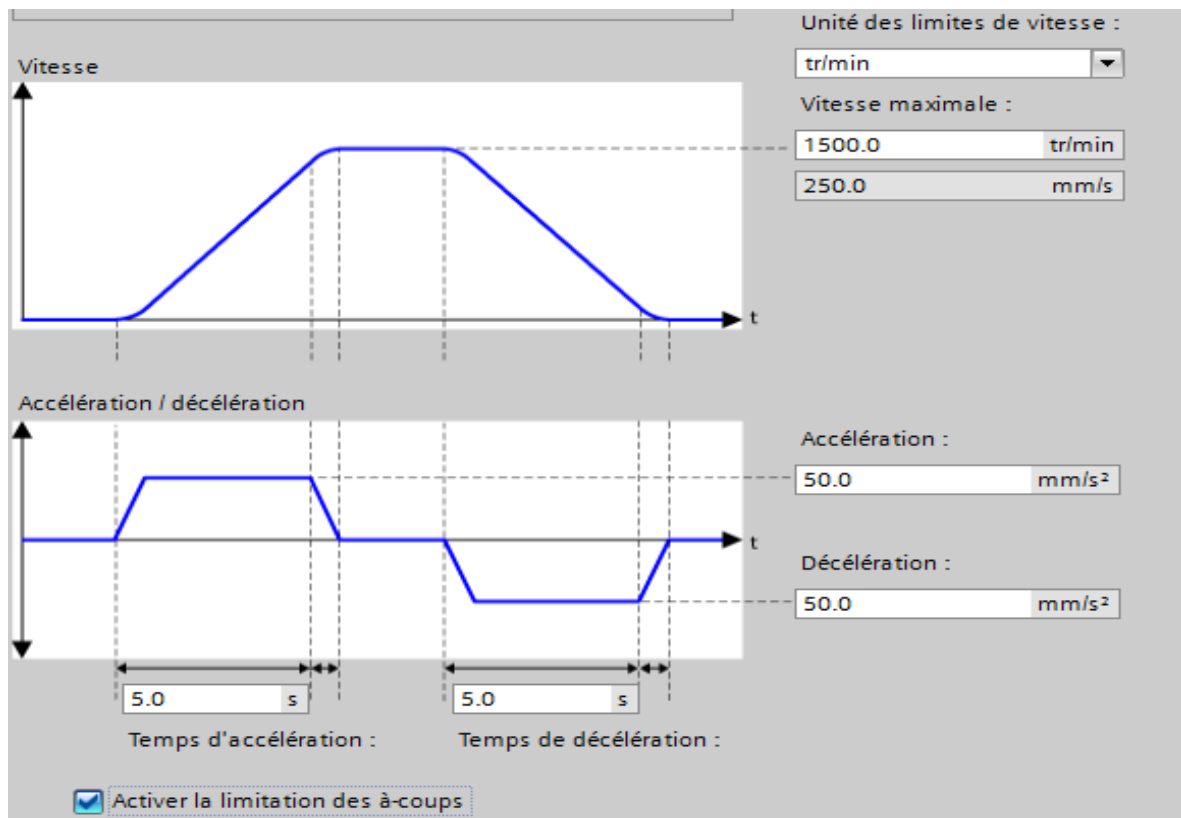 Unité des limites de vitesse :
tr/min
Vitesse
Vitesse maximale :
1500.0 tr/min
250.0 mm/s
t
Accélération / décélération
Accélération :
50.0 mm/s²
t
Décélération :
50.0 mm/s²
5.0 s
5.0 s
Temps d'accélération :
Temps de décélération :
Activer la limitation des à-coups